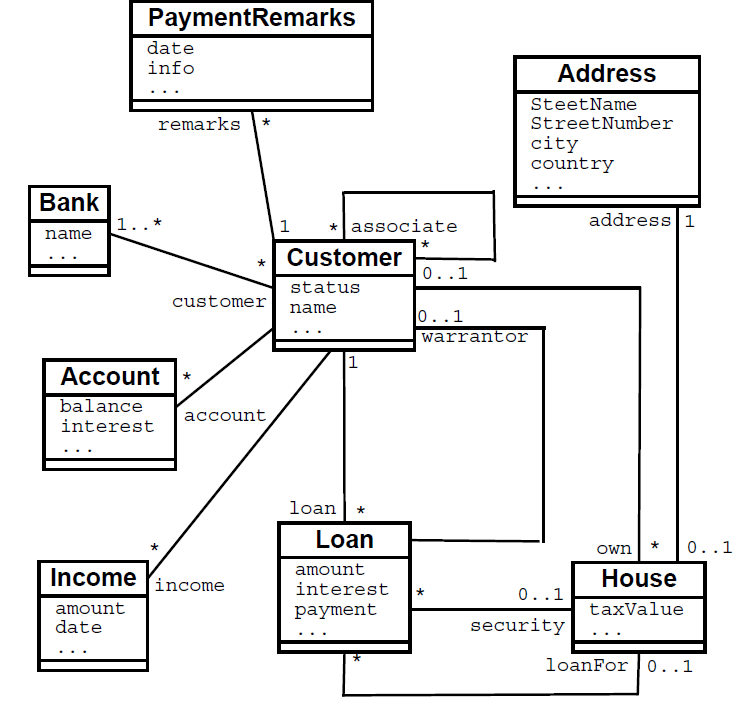 PaymentRemarks
date
info
...
remarks *
Address
SteetName
StreetNumber
city
country
...
address 1
Bank
name
...
1..*
*
customer
1
* associate
*
Customer
status
name
...
0..1
0..1
warrantor
1
Account
balance
interest
...
*
account
Income
amount
date
...
*
income
loan *
Loan
amount
interest
payment
...
*
*
own *
0..1
House
taxValue
...
0..1
security
loanFor 0..1